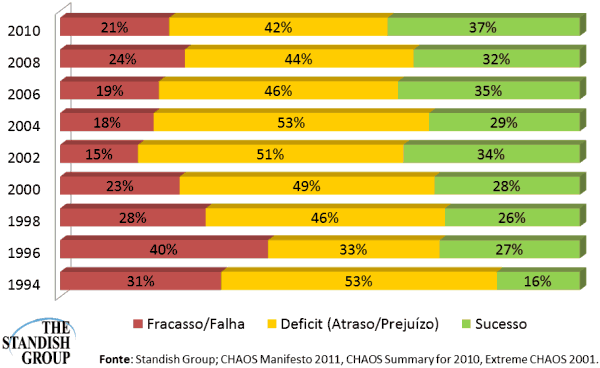 2010 21% 42% 37%
2008 24% 44% 32%
2006 19% 46% 35%
2004 18% 53% 29%
2002 15% 51% 34%
2000 23% 49% 28%
1998 28% 46% 26%
1996 40% 33% 27%
1994 31% 53% 16%
Fracasso/Falha Deficit (Atraso/Prejuízo) Sucesso
THE
STANDISH
GROUP
Fonte: Standish Group; CHAOS Manifesto 2011, CHAOS Summary for 2010, Extreme CHAOS 2001.